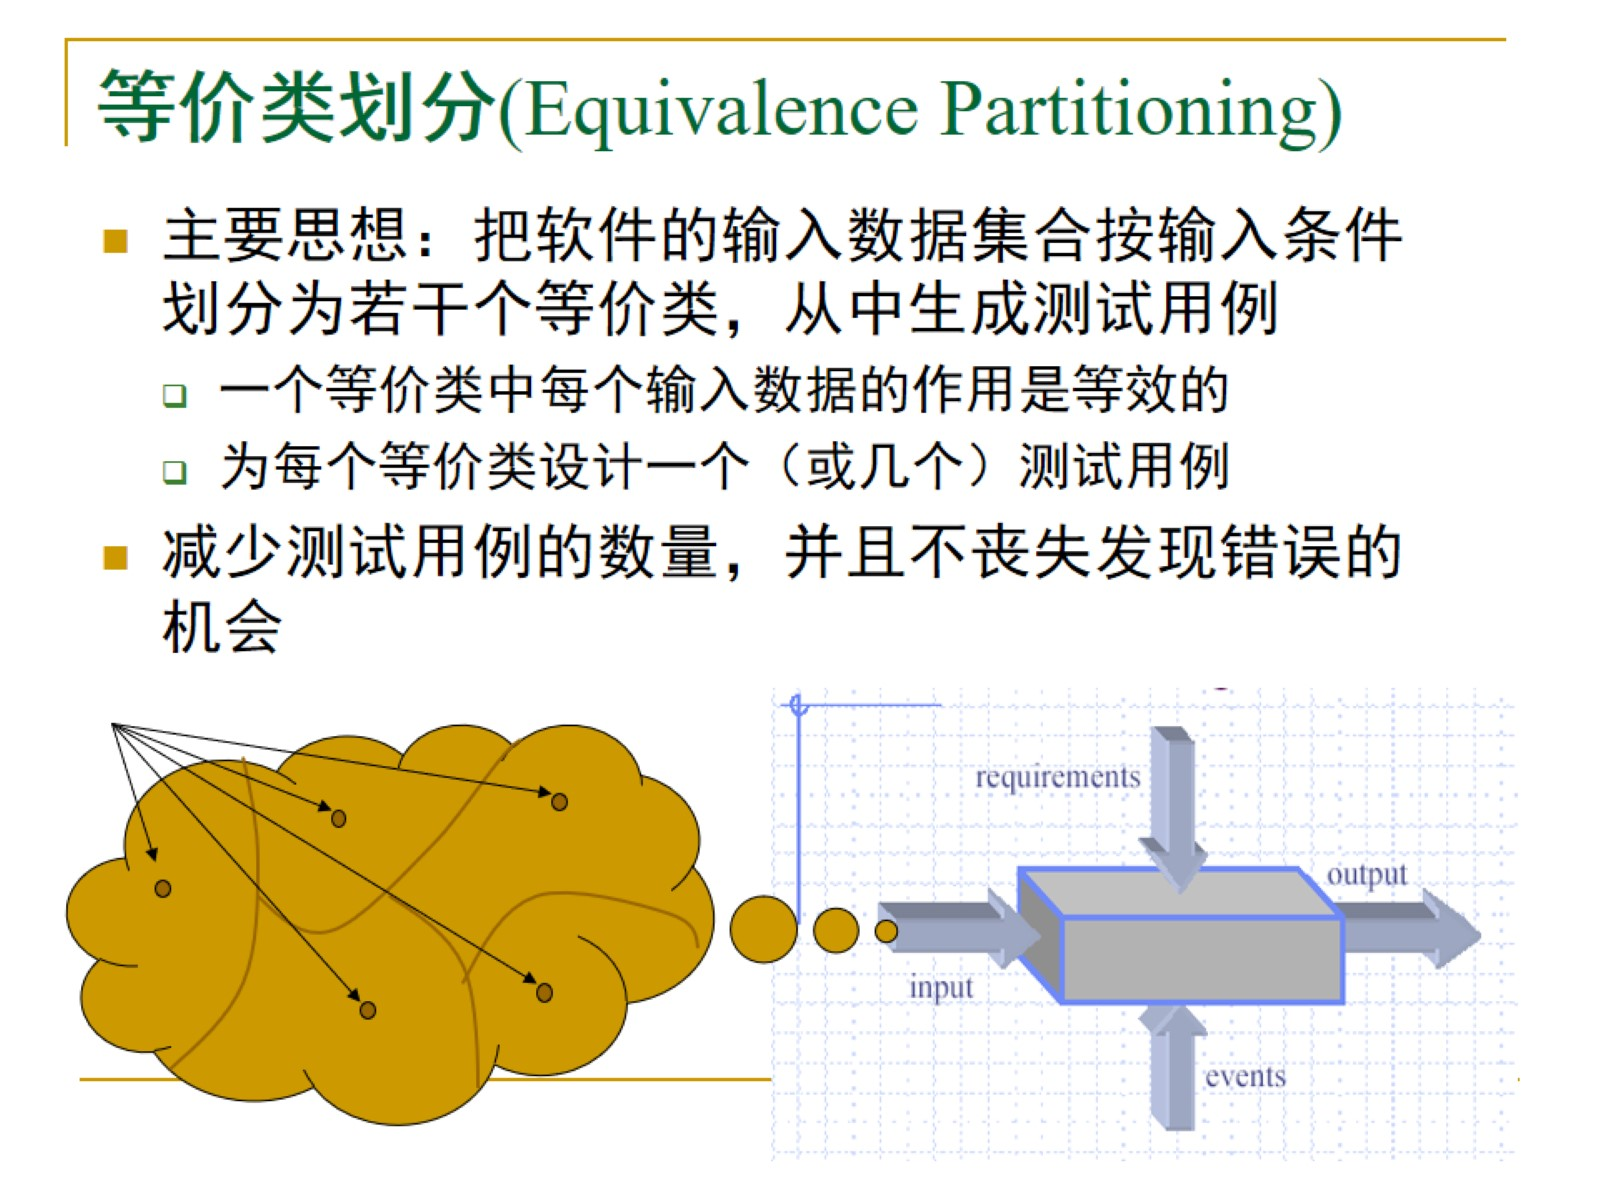 等价类划分(Equivalence Partitioning)
主要思想：把软件的输入数据集合按输入条件
划分为若干个等价类，从中生成测试用例
一个等价类中每个输入数据的作用是等效的
为每个等价类设计一个（或几个）测试用例
减少测试用例的数量，并且不丧失发现错误的
机会
requirements
output
input
events